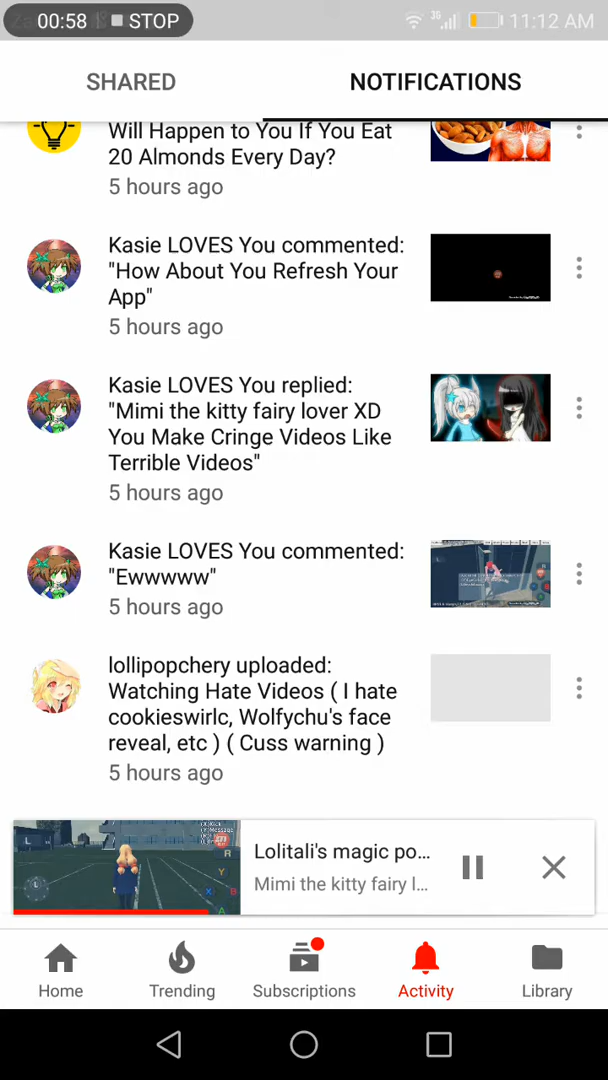 00:58 STOP
3G
11:12 AM
SHARED
NOTIFICATIONS
Will Happen to You If You Eat
20 Almonds Every Day?
5 hours ago
Kasie LOVES You commented:
"How About You Refresh Your
App"
5 hours ago
Kasie LOVES You replied:
"Mimi the kitty fairy lover XD
You Make Cringe Videos Like
Terrible Videos"
5 hours ago
Kasie LOVES You commented:
"Ewwwww"
5 hours ago
lollipopchery uploaded:
Watching Hate Videos ( I hate
cookieswirlc, Wolfychu's face
reveal, etc ) ( Cuss warning )
5 hours ago
Lolitali's magic po...
Mimi the kitty fairy l...
Home
Trending
Subscriptions
Activity
Library